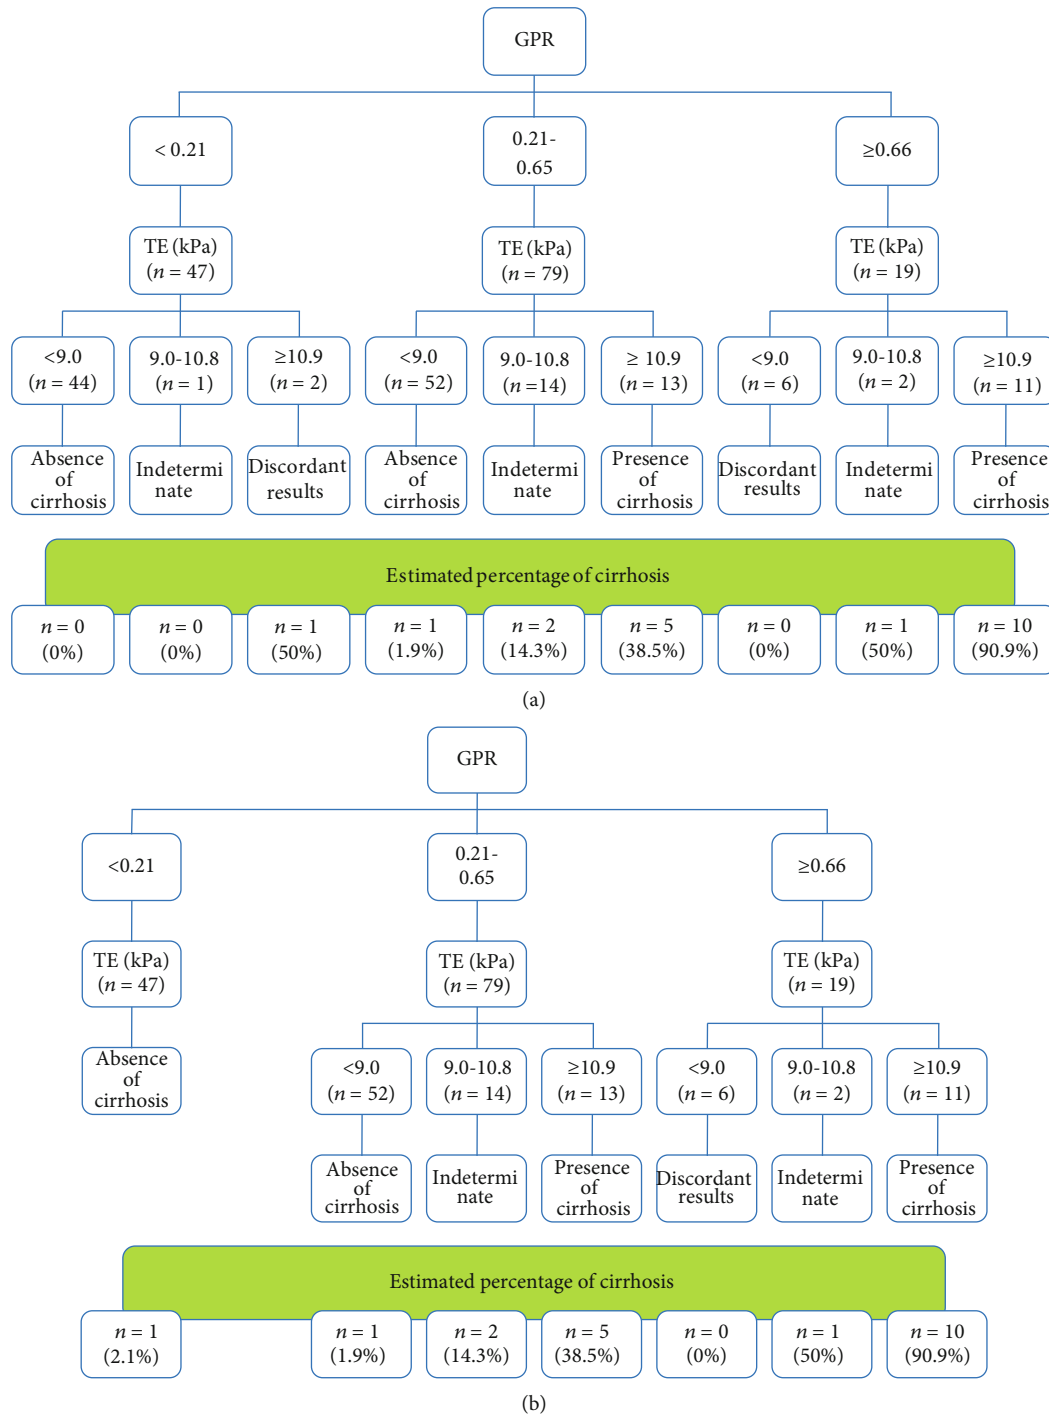 GPR
< 0.21
0.21-
0.65
≥0.66
TE (kPa)
(n = 47)
TE (kPa)
(n = 79)
TE (kPa)
(n = 19)
<9.0
(n = 44)
9.0-10.8
(n = 1)
≥10.9
(n = 2)
<9.0
(n = 52)
9.0-10.8
(n =14)
≥ 10.9
(n = 13)
<9.0
(n = 6)
9.0-10.8
(n = 2)
≥10.9
(n = 11)
Absence
of
cirrhosis
Indetermi
nate
Discordant
results
Absence
of
cirrhosis
Indetermi
nate
Presence
of
cirrhosis
Discordant
results
Indetermi
nate
Presence
of
cirrhosis
Estimated percentage of cirrhosis
n = 0
(0%)
n = 0
(0%)
n = 1
(50%)
n = 1
(1.9%)
n = 2
(14.3%)
n = 5
(38.5%)
n = 0
(0%)
n = 1
(50%)
n = 10
(90.9%)
(a)
GPR
<0.21
0.21-
0.65
≥0.66
TE (kPa)
(n = 47)
TE (kPa)
(n = 79)
TE (kPa)
(n = 19)
Absence
of
cirrhosis
<9.0
(n = 52)
9.0-10.8
(n = 14)
≥10.9
(n = 13)
<9.0
(n = 6)
9.0-10.8
(n = 2)
≥10.9
(n = 11)
Absence
of
cirrhosis
Indetermi
nate
Presence
of
cirrhosis
Discordant
results
Indetermi
nate
Presence
of
cirrhosis
Estimated percentage of cirrhosis
n = 1
(2.1%)
n = 1
(1.9%)
n = 2
(14.3%)
n = 5
(38.5%)
n = 0
(0%)
n = 1
(50%)
n = 10
(90.9%)
(b)